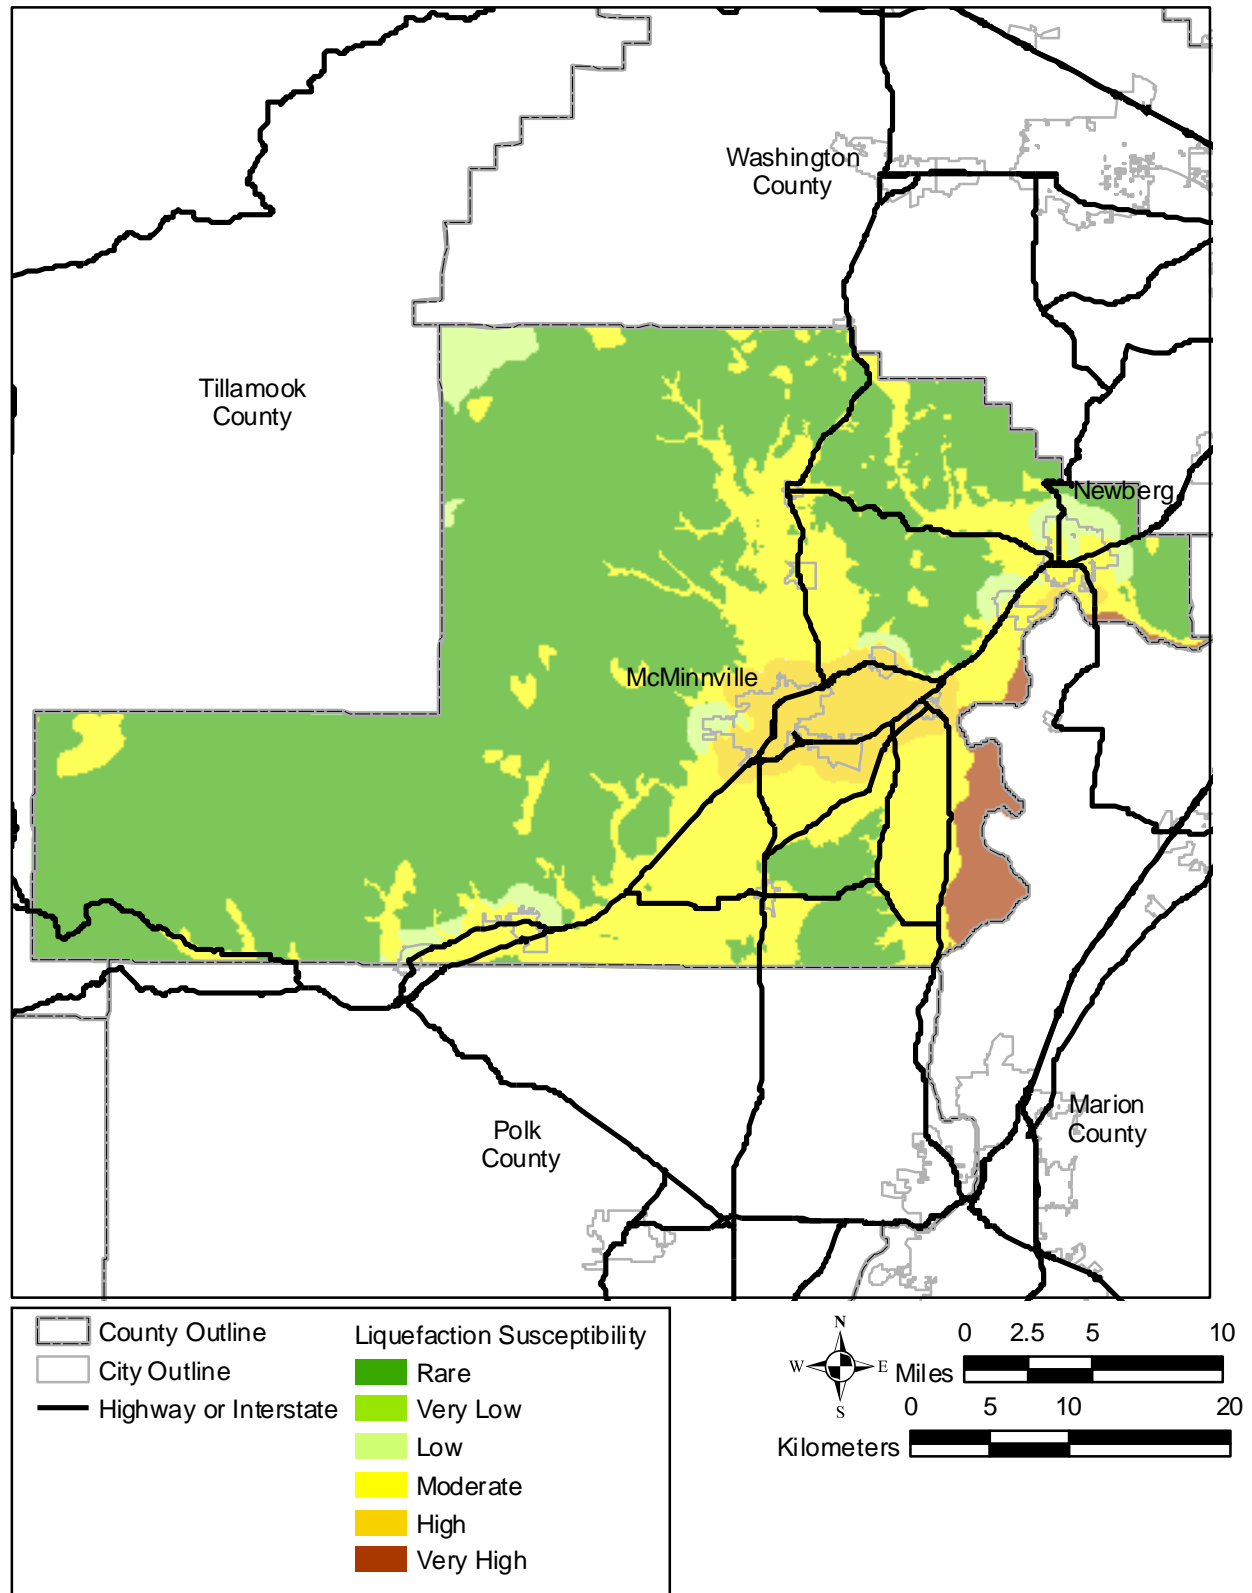 Washington
County
Tillamook
County
Newberg
McMinnville
Polk
County
Marion
County
County Outline
City Outline
Highway or Interstate
Liquefaction Susceptibility
Rare
Very Low
Low
Moderate
High
Very High
N
W
E
S
0 2.5 5 10
Miles
0 5 10 20
Kilometers